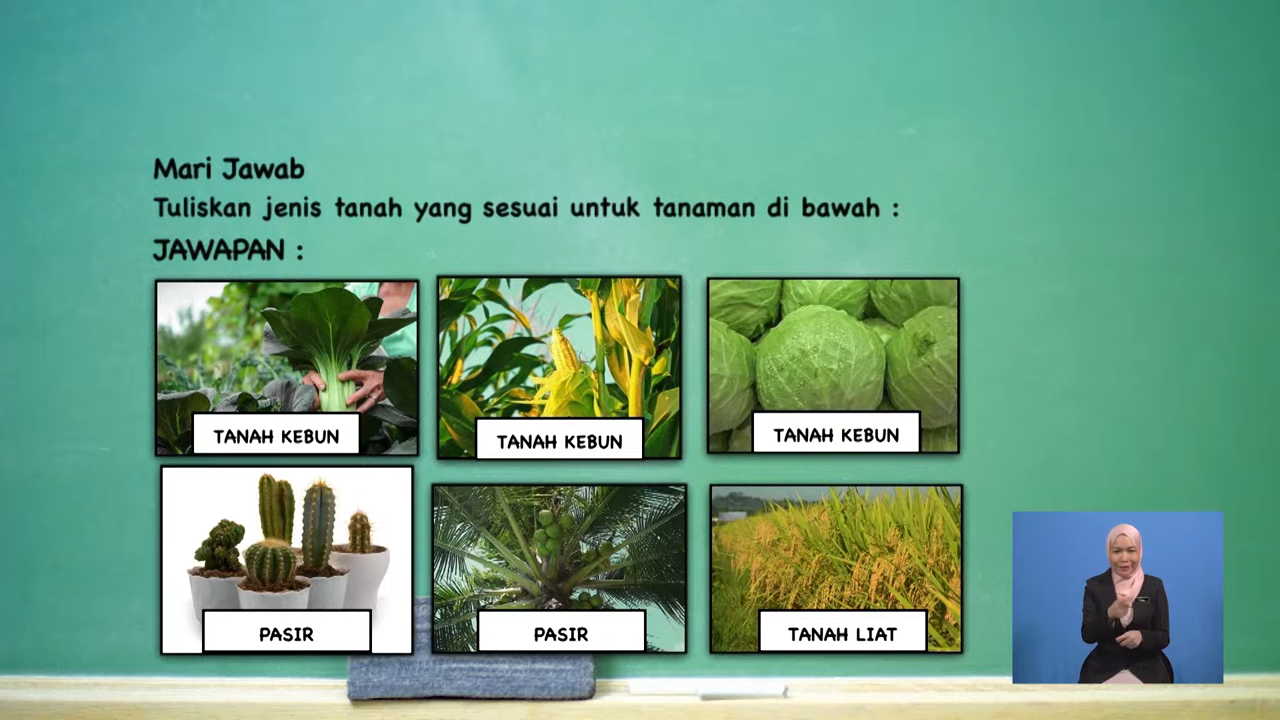 Mari Jawab
Tuliskan jenis tanah yang sesuai untuk tanaman di bawah :
JAWAPAN :
TANAH KEBUN
TANAH KEBUN
TANAH KEBUN
PASIR
PASIR
TANAH LIAT